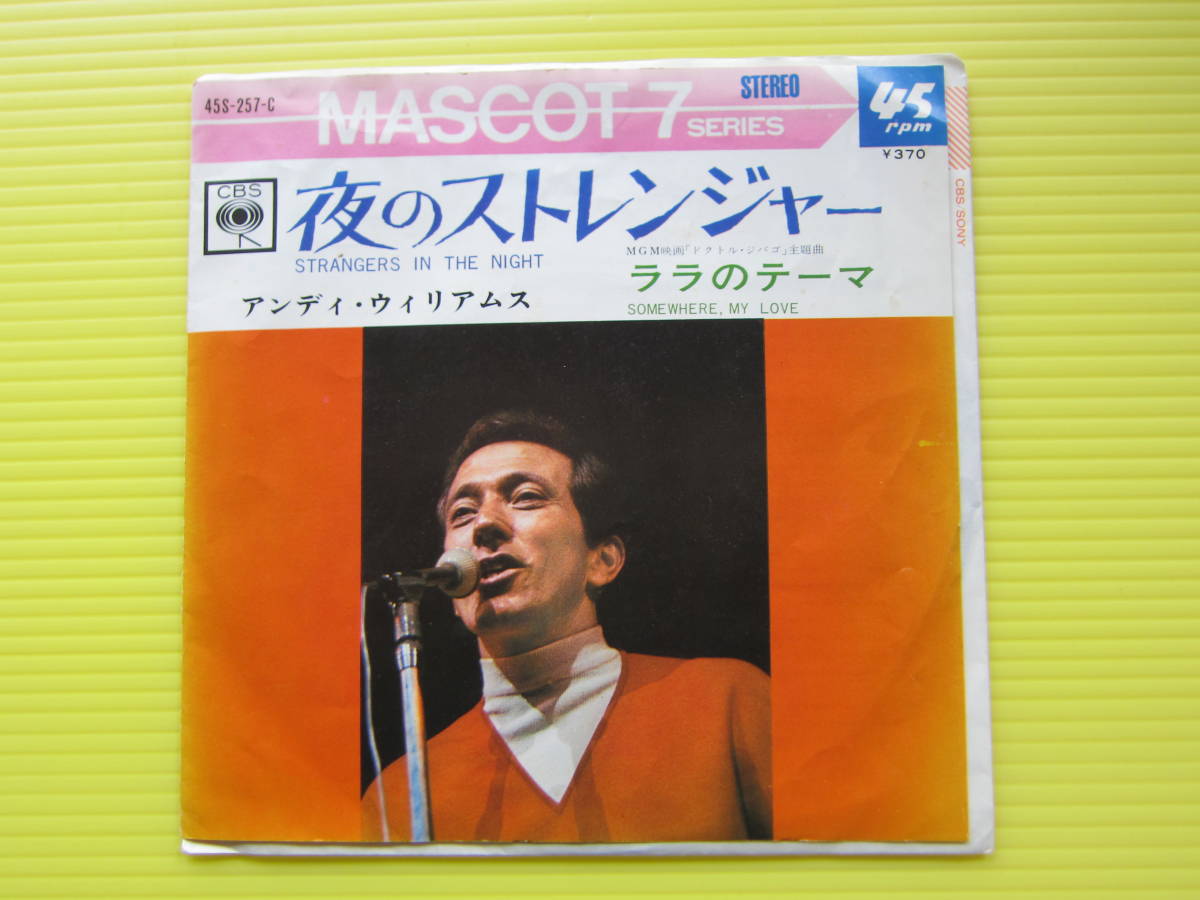 45S-257-C
MASCOT 7 SERIES
STEREO
45 rpm
¥370
CBS
夜のストレンジャー
STRANGERS IN THE NIGHT
MGM映画「ドクトル・ジバゴ」主題曲
ララのテーマ
SOMEWHERE, MY LOVE
アンディ・ウィリアムス
CBS SONY